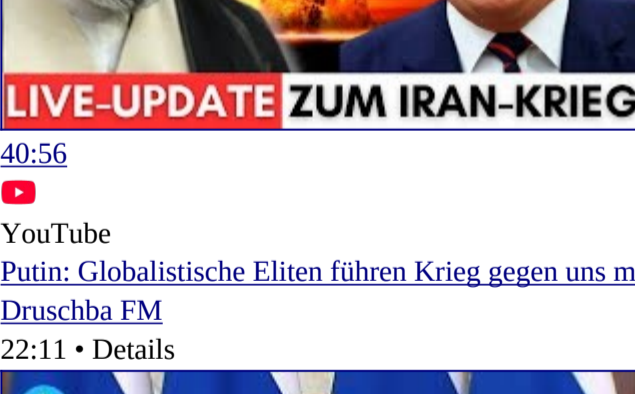 LIVE-UPDATE ZUM IRAN-KRIEG
40:56
YouTube
Putin: Globalistische Eliten führen Krieg gegen uns m
Druschba FM
22:11 • Details